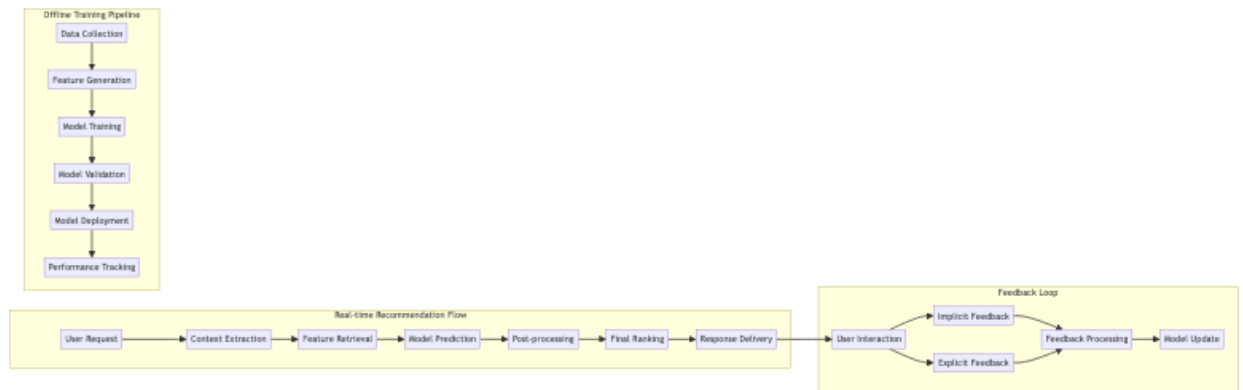 Offline Training Pipeline
Data Collection
Feature Generation
Model Training
Model Validation
Model Deployment
Performance Tracking
Real-time Recommendation Flow
User Request
Context Extraction
Feature Retrieval
Model Prediction
Post-processing
Final Ranking
Response Delivery
Feedback Loop
User Interaction
Implicit Feedback
Explicit Feedback
Feedback Processing
Model Update